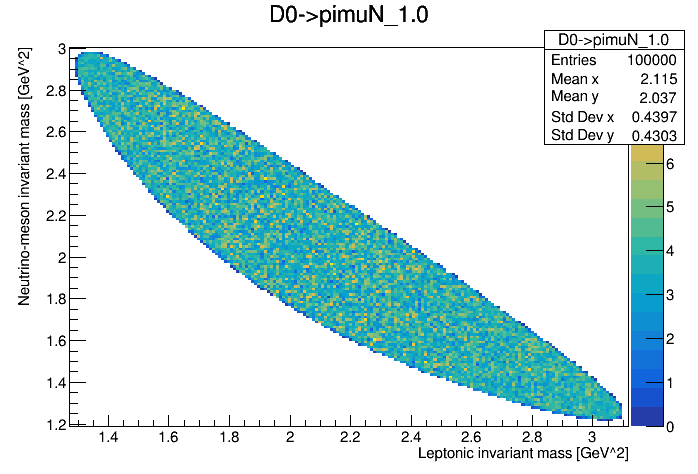 D0->pimuN_1.0
D0->pimuN_1.0
Entries 100000
Mean x 2.115
Mean y 2.037
Std Dev x 0.4397
Std Dev y 0.4303
Neutrino-meson invariant mass [GeV^2]
3
2.8
2.6
2.4
2.2
2
1.8
1.6
1.4
1.2
6
5
4
3
2
1
0
1.4 1.6 1.8 2 2.2 2.4 2.6 2.8 3
Leptonic invariant mass [GeV^2]